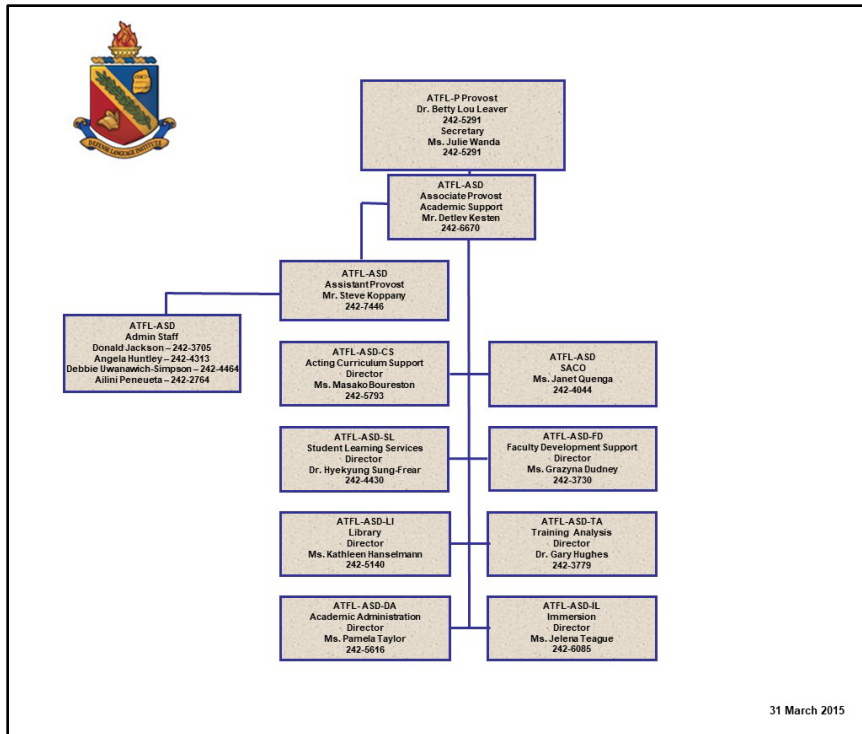 DEFENSE LANGUAGE INSTITUTE
ATFL-P Provost
Dr. Betty Lou Leaver
242-5291
Secretary
Ms. Julie Wanda
242-5291
ATFL-ASD
Associate Provost
Academic Support
Mr. Detlev Kesten
242-6670
ATFL-ASD
Assistant Provost
Mr. Steve Koppany
242-7446
ATFL-ASD
Admin Staff
Donald Jackson – 242-3705
Angela Huntley – 242-4313
Debbie Uwanawich-Simpson – 242-4464
Ailini Peneueta – 242-2764
ATFL-ASD-CS
Acting Curriculum Support
Director
Ms. Masako Boureston
242-5793
ATFL-ASD
SACO
Ms. Janet Quenga
242-4044
ATFL-ASD-SL
Student Learning Services
Director
Dr. Hyekyung Sung-Frear
242-4430
ATFL-ASD-FD
Faculty Development Support
Director
Ms. Grazyna Dudney
242-3730
ATFL-ASD-LI
Library
Director
Ms. Kathleen Hanselmann
242-5140
ATFL-ASD-TA
Training Analysis
Director
Dr. Gary Hughes
242-3779
ATFL- ASD-DA
Academic Administration
Director
Ms. Pamela Taylor
242-5616
ATFL-ASD-IL
Immersion
Director
Ms. Jelena Teague
242-6085
31 March 2015